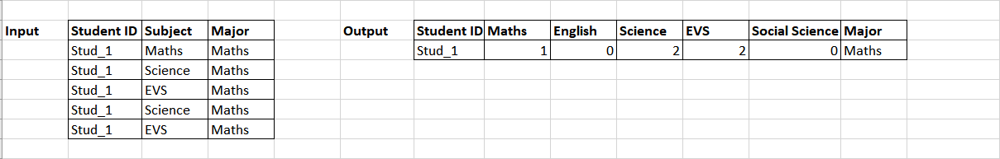 Input Student ID Subject Major Output Student ID Maths English Science EVS Social Science Major
Stud_1 Maths Maths Stud_1 1 0 2 2 0 Maths
Stud_1 Science Maths
Stud_1 EVS Maths
Stud_1 Science Maths
Stud_1 EVS Maths